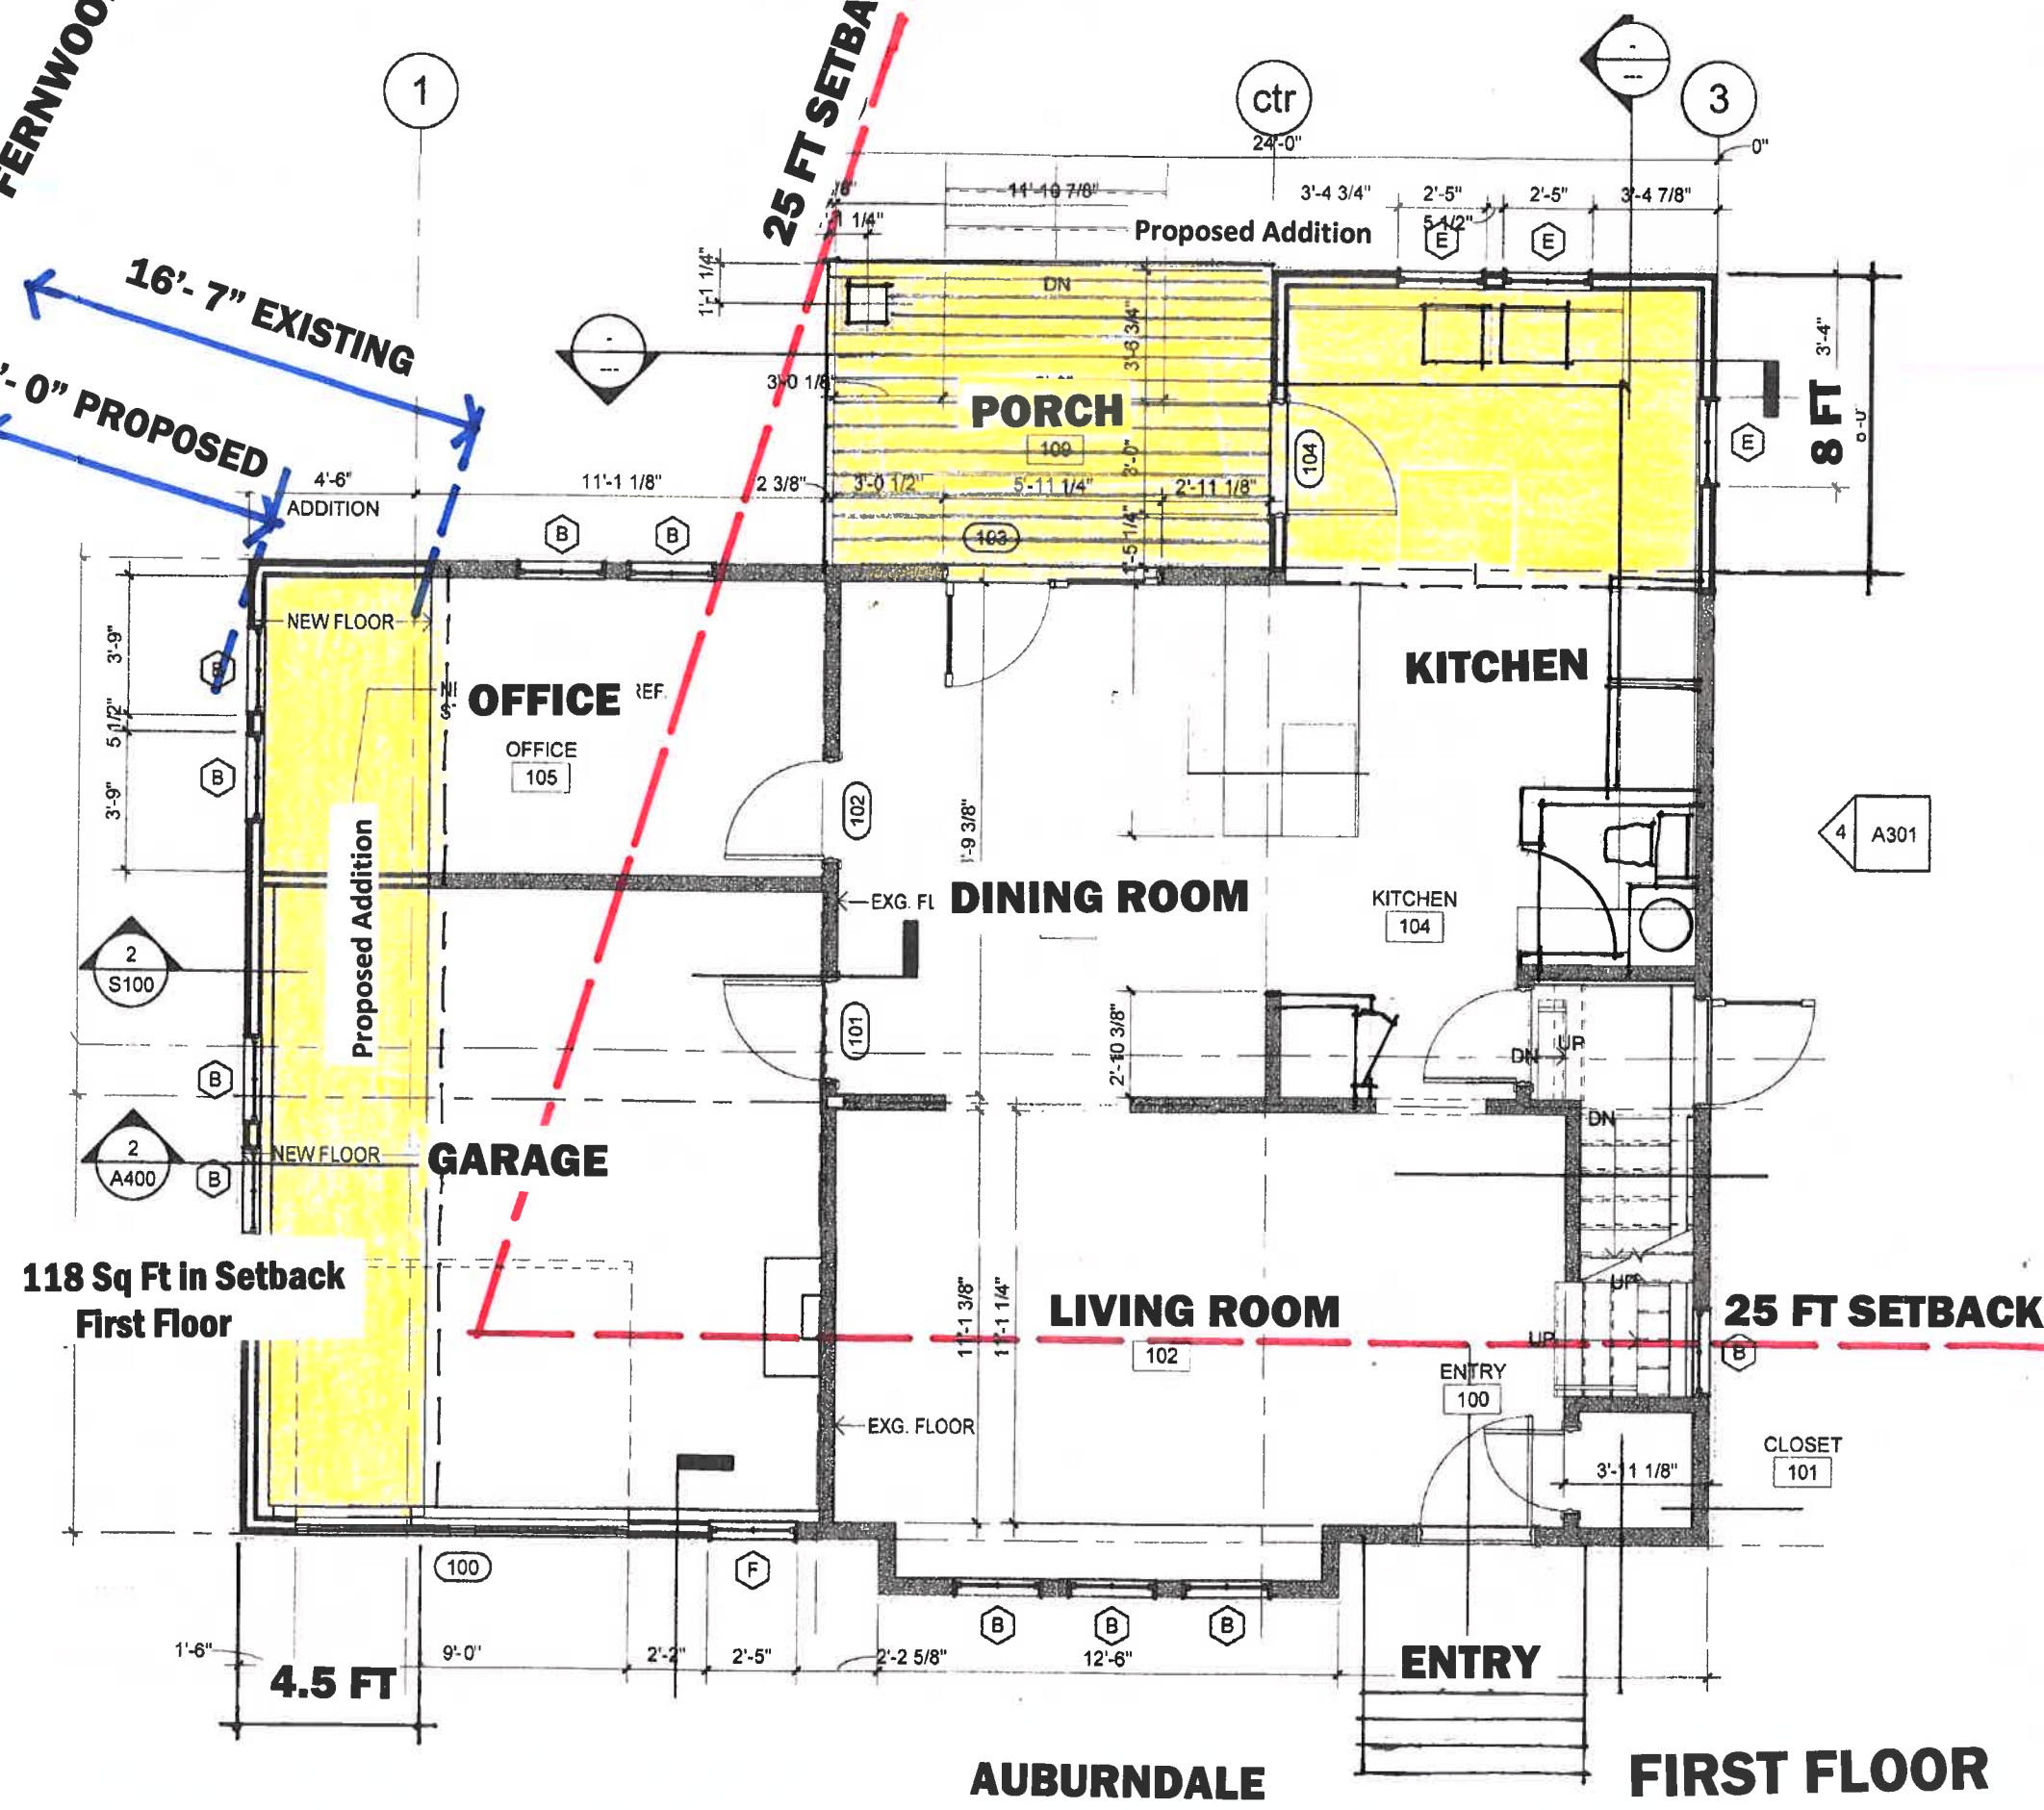 FERNWOO
1
25 FT SETBA
ctr
-
---
3
24'-0"
0"
11'-10 7/8"
3'-4 3/4"
2'-5"
5 1/2"
2'-5"
3'-4 7/8"
1 1/4"
Proposed Addition
E
E
16'- 7" EXISTING
'- 0" PROPOSED
1'-1 1/4"
DN
3'-6 3/4"
-
---
3'-0 1/8"
PORCH
109
104
3'-0"
3'-4"
8 FT
8'-0"
E
4'-6"
ADDITION
11'-1 1/8"
2 3/8"
3'-0 1/2"
5'-11 1/4"
2'-11 1/8"
B
B
103
-5 1/4"
NEW FLOOR
3'-9"
B
OFFICE
REF.
KITCHEN
5 1/2"
OFFICE
105
B
3'-9"
102
'-9 3/8"
4
A301
Proposed Addition
EXG. FL
DINING ROOM
KITCHEN
104
2
S100
101
2'-10 3/8"
DN
UP
B
DN
2
A400
NEW FLOOR
GARAGE
B
118 Sq Ft in Setback
First Floor
UP
11'-1 3/8"
11'-1 1/4"
LIVING ROOM
102
UP
25 FT SETBACK
B
ENTRY
100
EXG. FLOOR
CLOSET
101
3'-11 1/8"
100
F
B
B
B
1'-6"
9'-0"
2'-2"
2'-5"
2'-2 5/8"
12'-6"
ENTRY
4.5 FT
AUBURNDALE
FIRST FLOOR